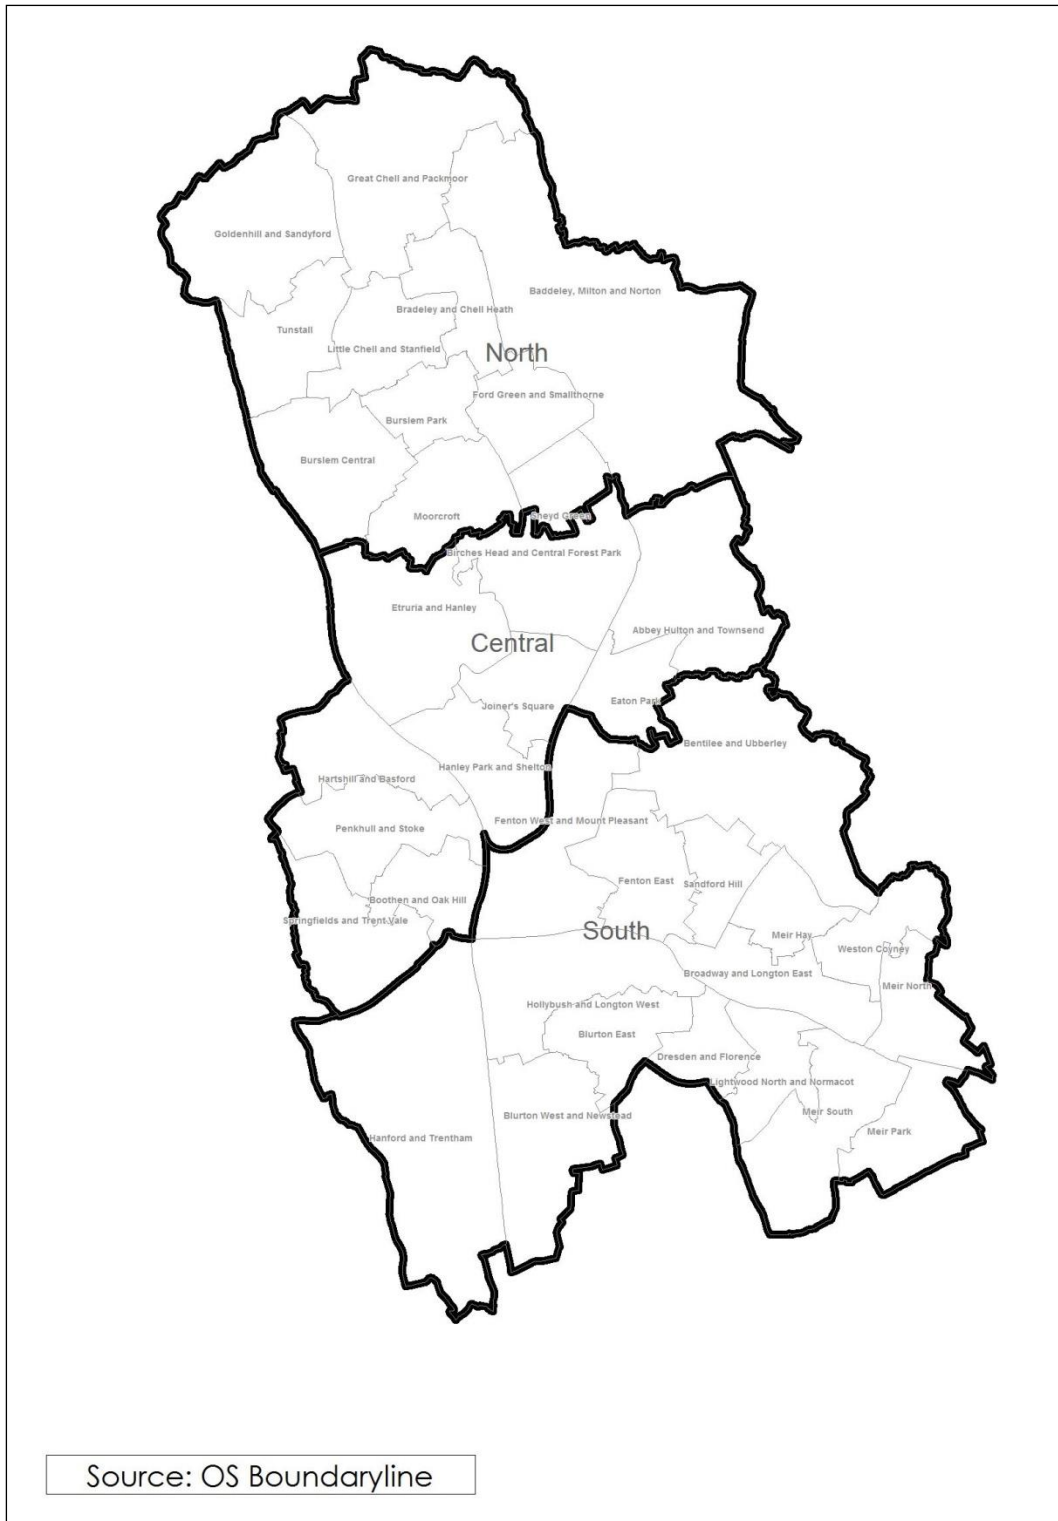 Great Chell and Packmoor
Goldenhill and Sandyford
Baddeley, Milton and Norton
Bradeley and Chell Heath
Tunstall
Little Chell and Stanfield
North
Ford Green and Smallthorne
Burslem Park
Burslem Central
Moorcroft
Sneyd Green
Birches Head and Central Forest Park
Etruria and Hanley
Abbey Hulton and Townsend
Central
Eaton Park
Joiner's Square
Bentilee and Ubberley
Hanley Park and Shelton
Hartshill and Basford
Fenton West and Mount Pleasant
Penkhull and Stoke
Fenton East
Sandford Hill
Boothen and Oak Hill
Springfields and Trent Vale
South
Meir Hay
Weston Coyney
Broadway and Longton East
Meir North
Hollybush and Longton West
Blurton East
Dresden and Florence
Lightwood North and Normacot
Meir South
Blurton West and Newstead
Meir Park
Hanford and Trentham
Source: OS Boundaryline